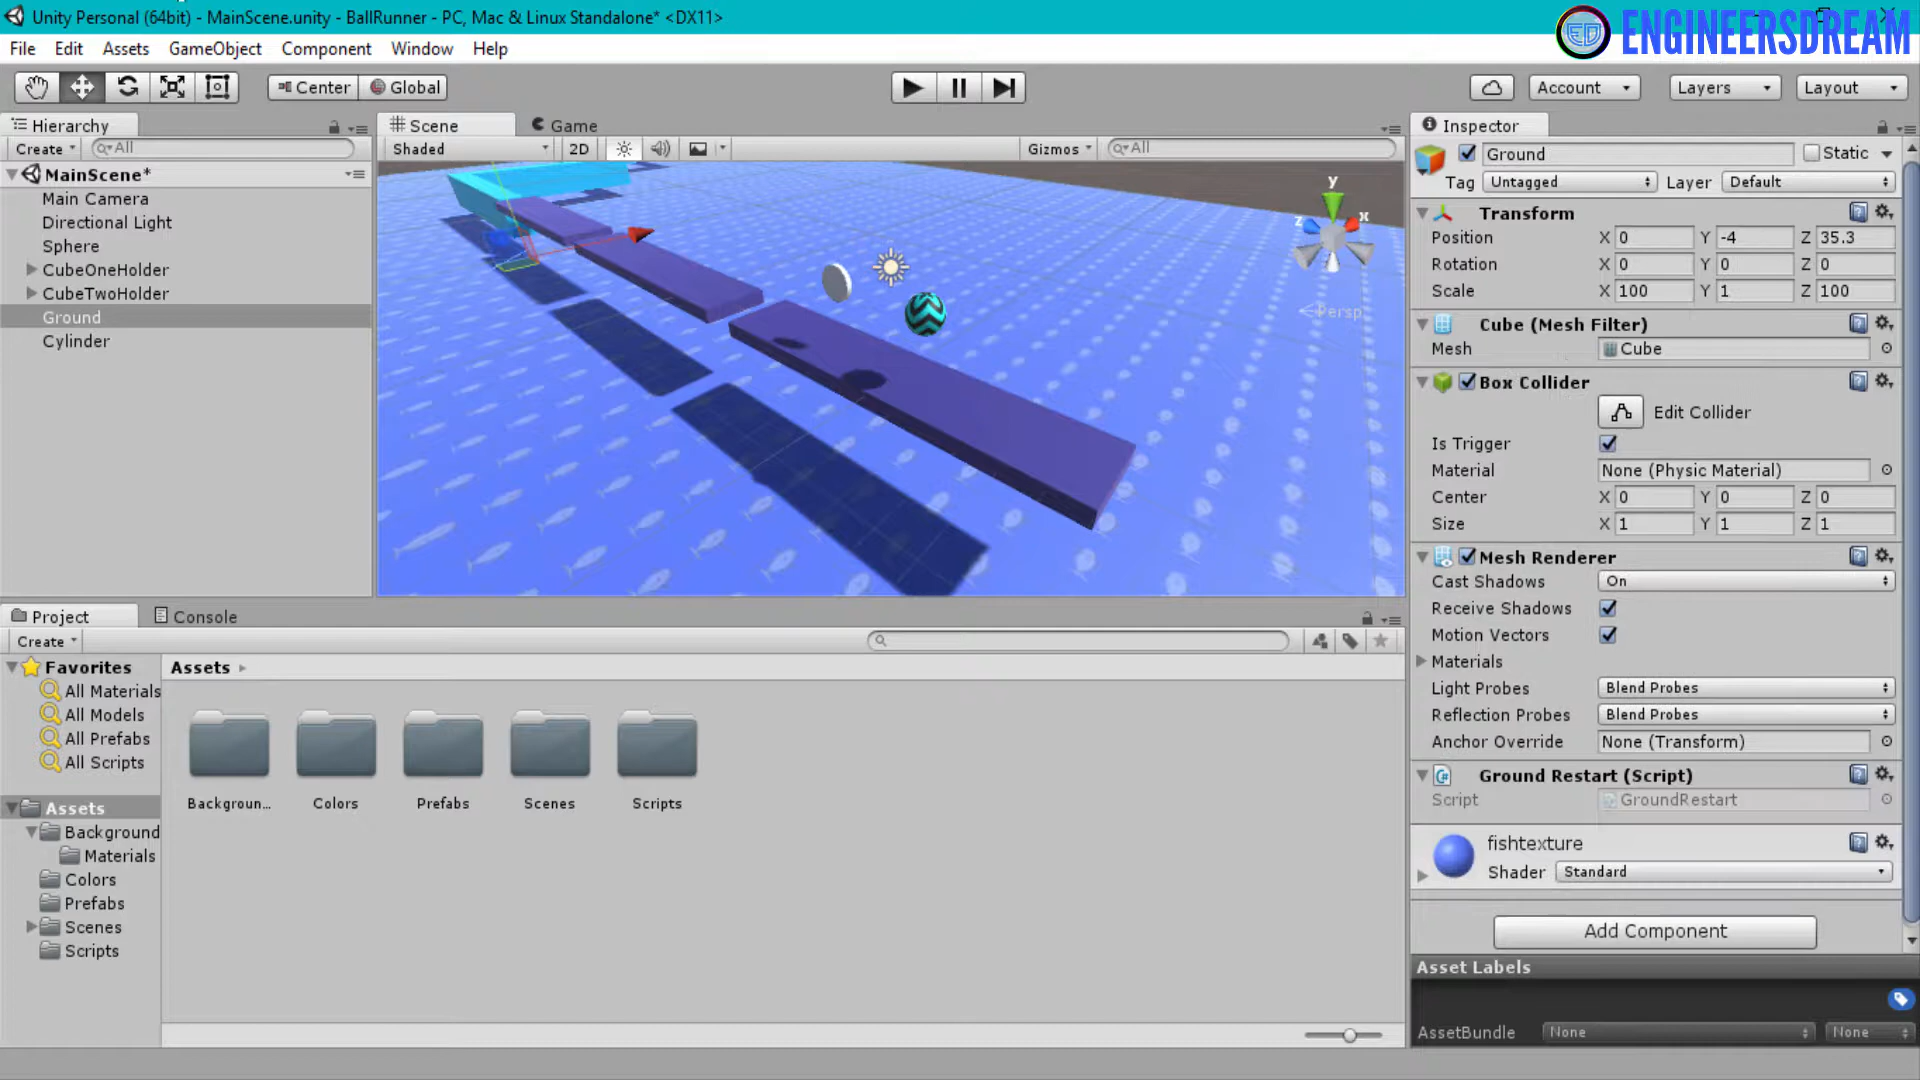 Unity Personal (64bit) - MainScene.unity - BallRunner - PC, Mac & Linux Standalone* <DX11>
ED ENGINEERSDREAM
File Edit Assets GameObject Component Window Help
Center Global Account Layers Layout
Hierarchy
Create All
MainScene*
Main Camera
Directional Light
Sphere
CubeOneHolder
CubeTwoHolder
Ground
Cylinder
Scene Game
Shaded 2D Gizmos All
y
z x
Persp
Inspector
Ground Static
Tag Untagged Layer Default
Transform
Position X 0 Y -4 Z 35.3
Rotation X 0 Y 0 Z 0
Scale X 100 Y 1 Z 100
Cube (Mesh Filter)
Mesh Cube
Box Collider
Edit Collider
Is Trigger
Material None (Physic Material)
Center X 0 Y 0 Z 0
Size X 1 Y 1 Z 1
Mesh Renderer
Cast Shadows On
Receive Shadows
Motion Vectors
Materials
Light Probes Blend Probes
Reflection Probes Blend Probes
Anchor Override None (Transform)
Ground Restart (Script)
Script GroundRestart
fishtexture
Shader Standard
Add Component
Asset Labels
AssetBundle None None
Project Console
Create
Favorites
All Materials
All Models
All Prefabs
All Scripts
Assets
Background
Materials
Colors
Prefabs
Scenes
Scripts
Assets
Backgroun... Colors Prefabs Scenes Scripts